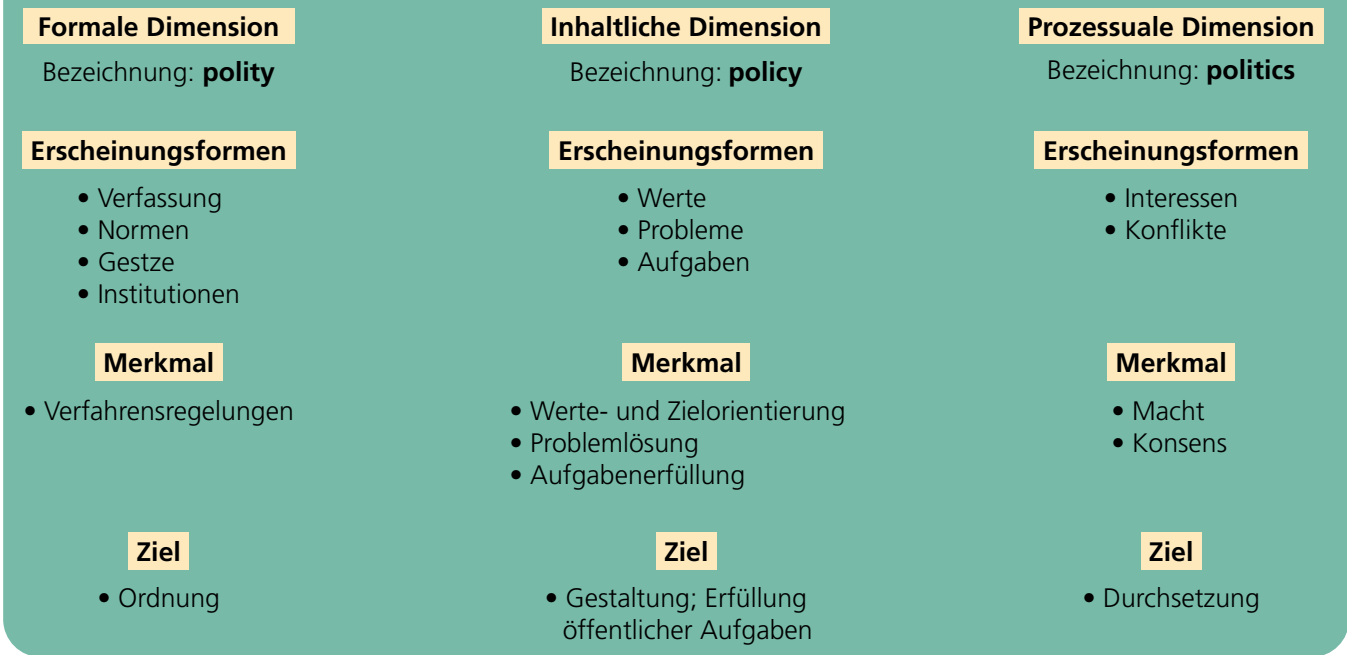 Formale Dimension
Bezeichnung: polity
Erscheinungsformen
• Verfassung
• Normen
• Gestze
• Institutionen
Merkmal
• Verfahrensregelungen
Ziel
• Ordnung
Inhaltliche Dimension
Bezeichnung: policy
Erscheinungsformen
• Werte
• Probleme
• Aufgaben
Merkmal
• Werte- und Zielorientierung
• Problemlösung
• Aufgabenerfüllung
Ziel
• Gestaltung; Erfüllung
öffentlicher Aufgaben
Prozessuale Dimension
Bezeichnung: politics
Erscheinungsformen
• Interessen
• Konflikte
Merkmal
• Macht
• Konsens
Ziel
• Durchsetzung